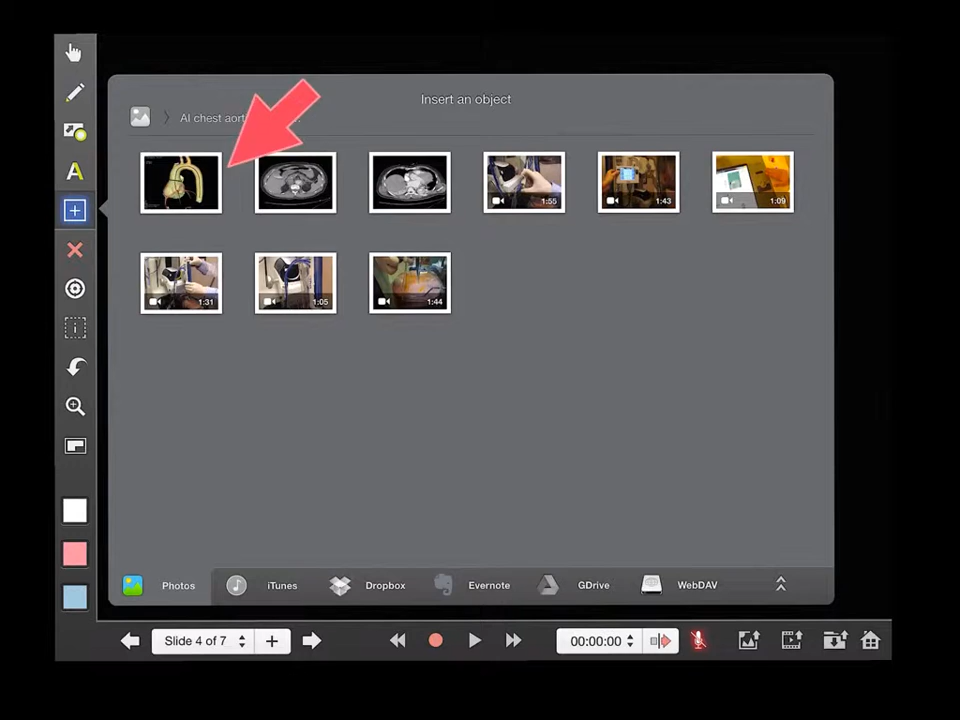 Insert an object
AI chest
1:55
1:43
1:09
1:31
1:05
1:44
Photos
iTunes
Dropbox
Evernote
GDrive
WebDAV
A
i
Slide 4 of 7
00:00:00